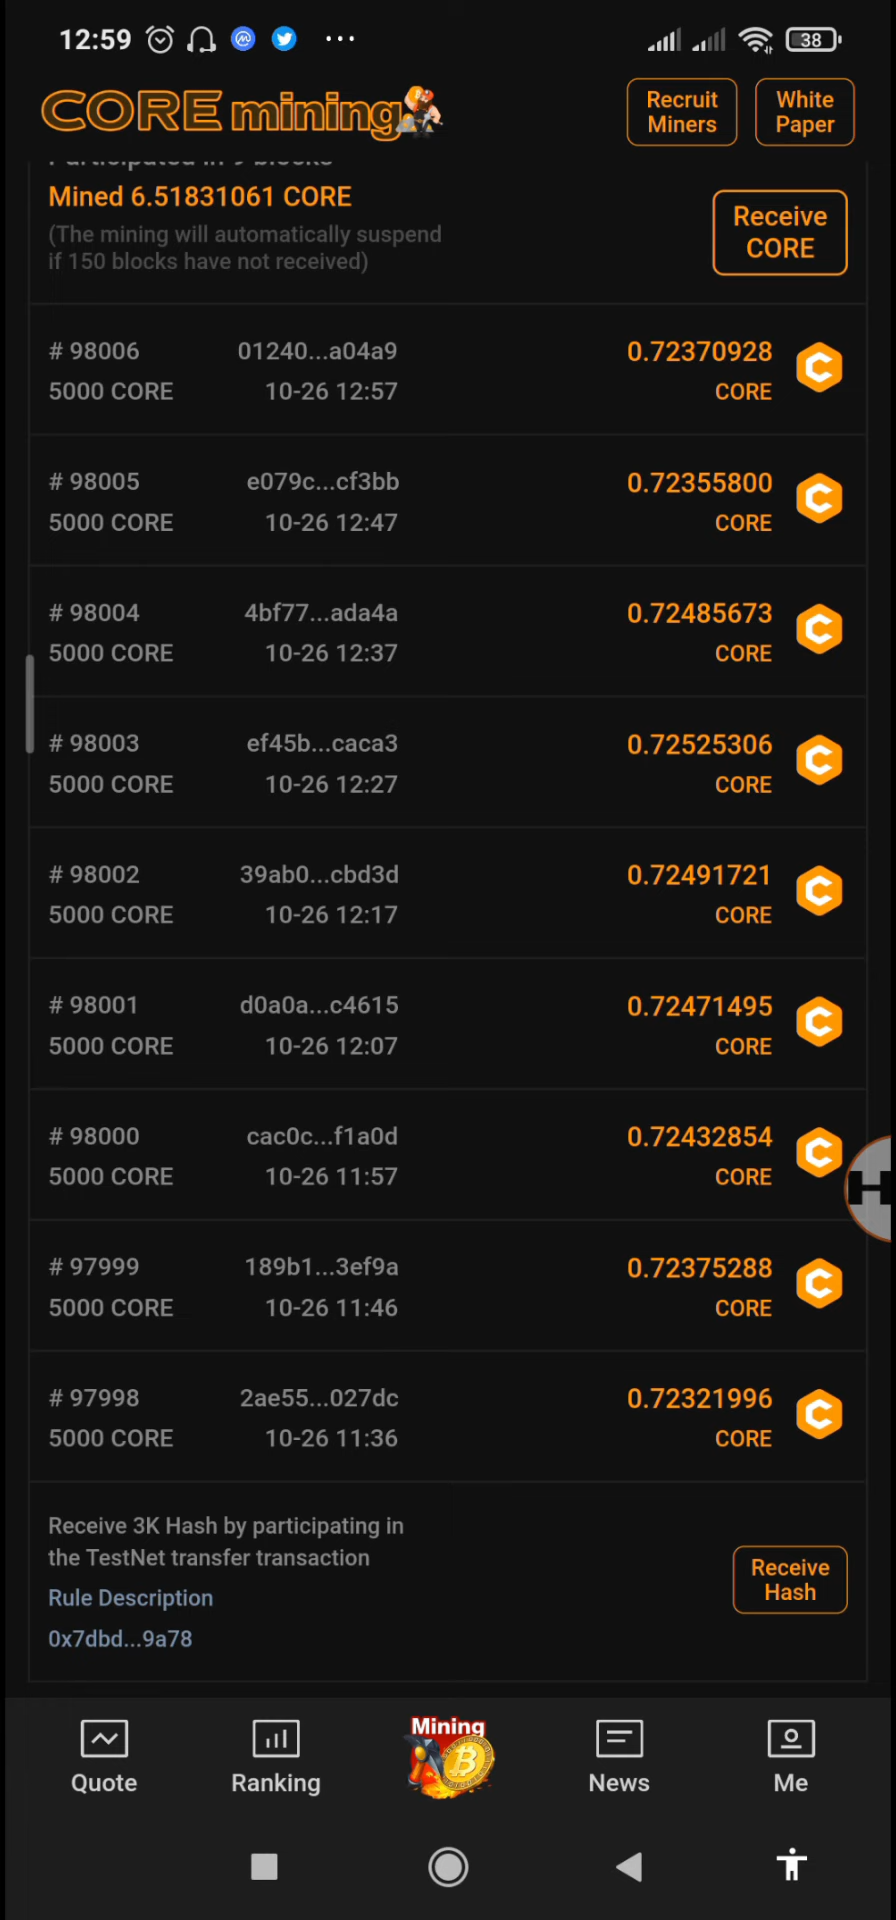 12:59 38
CORE mining
Recruit
Miners
White
Paper
Participated in 9 blocks
Mined 6.51831061 CORE
(The mining will automatically suspend
if 150 blocks have not received)
Receive
CORE
# 98006 01240...a04a9 0.72370928
5000 CORE 10-26 12:57 CORE
# 98005 e079c...cf3bb 0.72355800
5000 CORE 10-26 12:47 CORE
# 98004 4bf77...ada4a 0.72485673
5000 CORE 10-26 12:37 CORE
# 98003 ef45b...caca3 0.72525306
5000 CORE 10-26 12:27 CORE
# 98002 39ab0...cbd3d 0.72491721
5000 CORE 10-26 12:17 CORE
# 98001 d0a0a...c4615 0.72471495
5000 CORE 10-26 12:07 CORE
# 98000 cac0c...f1a0d 0.72432854
5000 CORE 10-26 11:57 CORE
# 97999 189b1...3ef9a 0.72375288
5000 CORE 10-26 11:46 CORE
# 97998 2ae55...027dc 0.72321996
5000 CORE 10-26 11:36 CORE
Receive 3K Hash by participating in
the TestNet transfer transaction
Rule Description
0x7dbd...9a78
Receive
Hash
H
Mining
Quote Ranking News Me